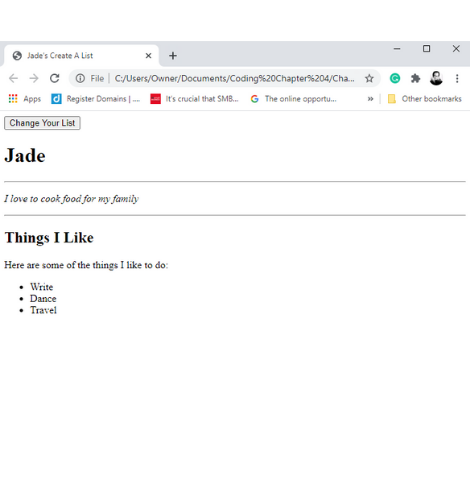 Jade's Create A List
File | C:/Users/Owner/Documents/Coding%20Chapter%204/Cha...
Apps Register Domains | ... It's crucial that SMB... The online opportu... » Other bookmarks
Change Your List
Jade
I love to cook food for my family
Things I Like
Here are some of the things I like to do:
• Write
• Dance
• Travel